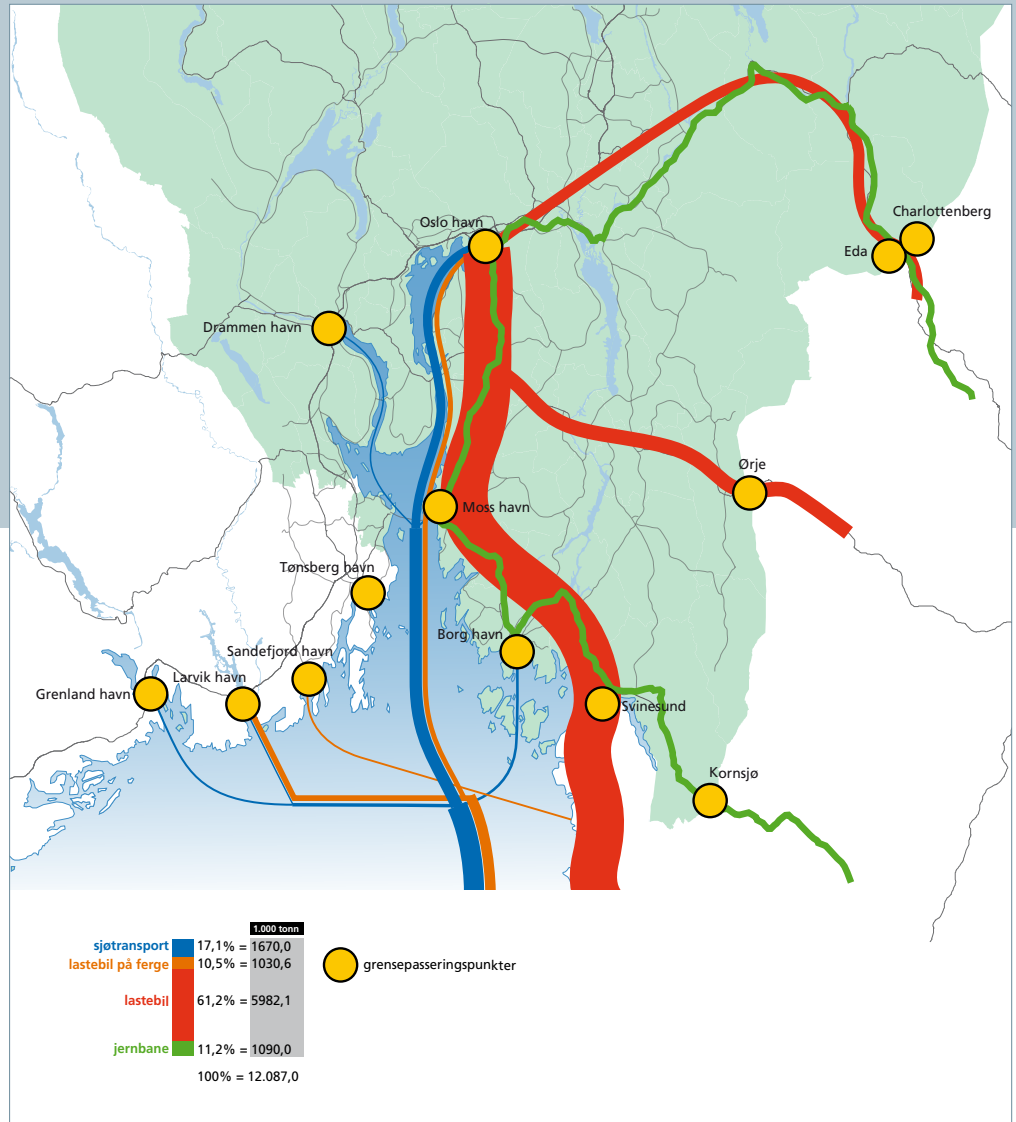 Oslo havn
Charlottenberg
Eda
Drammen havn
Ørje
Moss havn
Tønsberg havn
Borg havn
Sandefjord havn
Larvik havn
Grenland havn
Svinesund
Kornsjø
1.000 tonn
sjøtransport 17,1% = 1670,0
lastebil på ferge 10,5% = 1030,6
lastebil 61,2% = 5982,1
jernbane 11,2% = 1090,0
100% = 12.087,0
grensepasseringspunkter